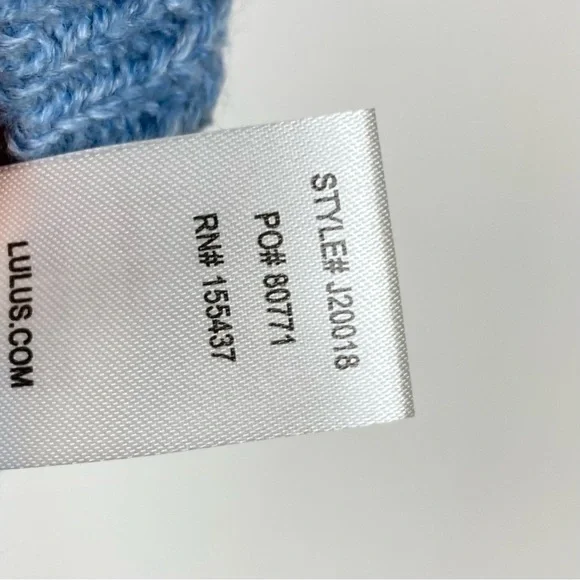 STYLE# J20018
PO# 80771
RN# 155437
LULUS.COM